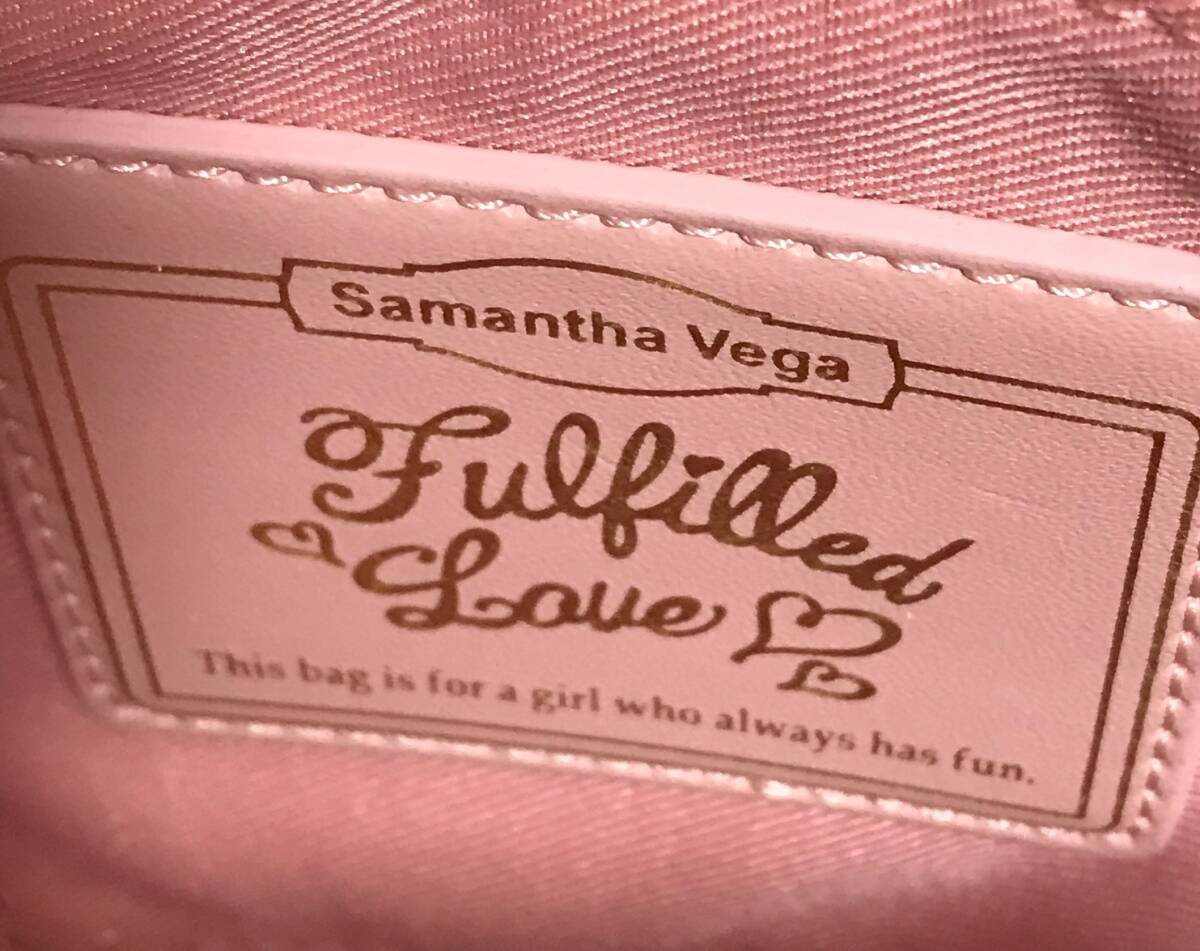 Samantha Vega
Fulfilled
Love
This bag is for a girl who always has fun.